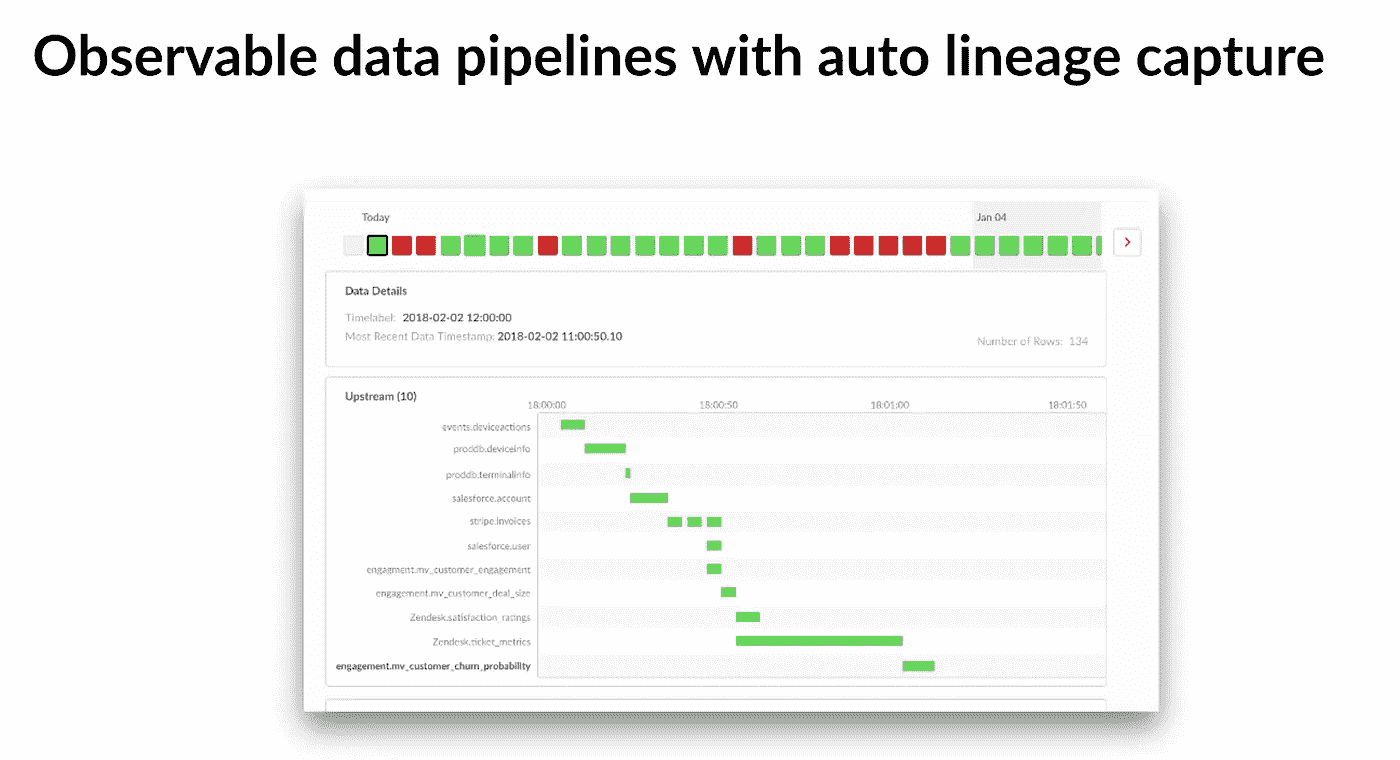 Observable data pipelines with auto lineage capture
Today
Jan 04
Data Details
Timelabel: 2018-02-02 12:00:00
Most Recent Data Timestamp: 2018-02-02 11:00:50.10
Number of Rows: 134
Upstream (10)
18:00:00 18:00:50 18:01:00 18:01:50
events.deviceactions
proddb.deviceinfo
proddb.terminalinfo
salesforce.account
stripe.invoices
salesforce.user
engagment.mv_customer_engagement
engagement.mv_customer_deal_size
Zendesk.satisfaction_ratings
Zendesk.ticket_metrics
engagement.mv_customer_churn_probability